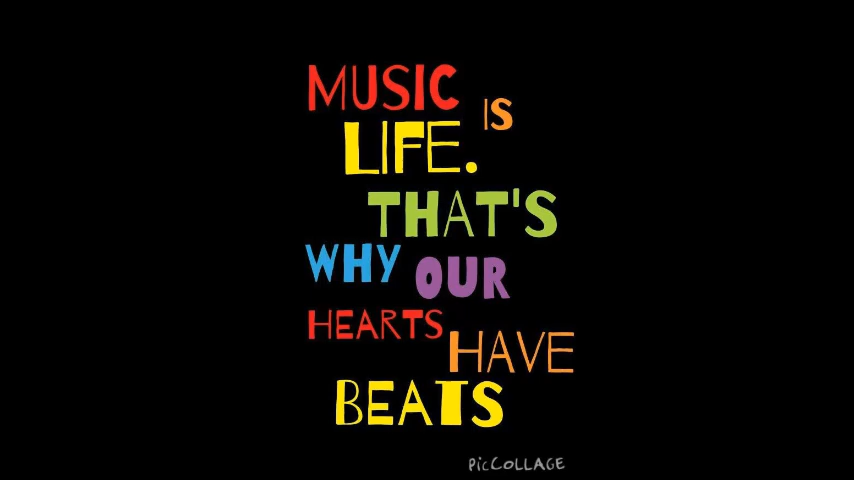 MUSIC IS
LIFE.
THAT'S
WHY OUR
HEARTS HAVE
BEATS
PicCOLLAGE